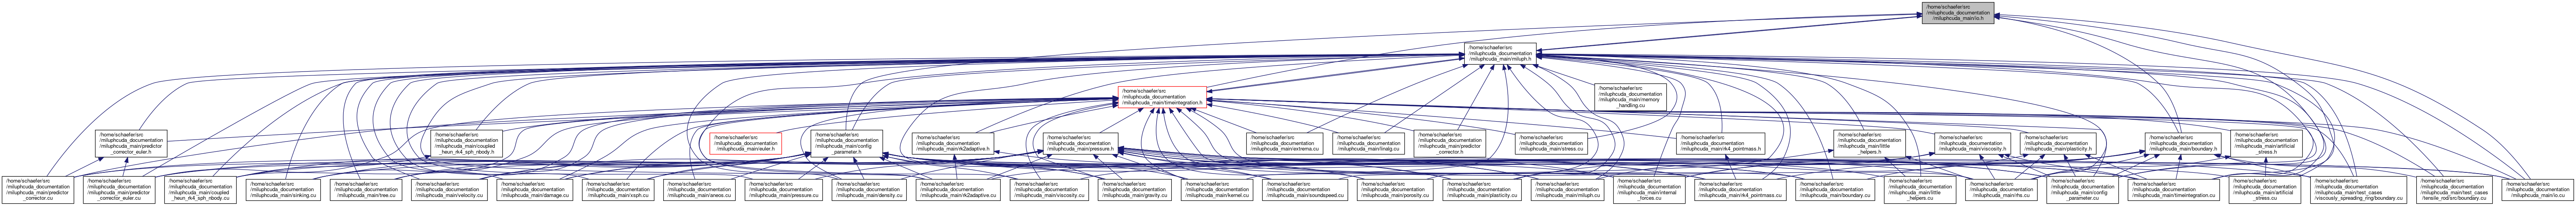 /home/schaefer/src
/miluphcuda_documentation
/miluphcuda_main/io.h
/home/schaefer/src
/miluphcuda_documentation
/miluphcuda_main/miluph.h
/home/schaefer/src
/miluphcuda_documentation
/miluphcuda_main/timeintegration.h
/home/schaefer/src
/miluphcuda_documentation
/miluphcuda_main/memory
_handling.cu
/home/schaefer/src
/miluphcuda_documentation
/miluphcuda_main/predictor
_corrector_euler.h
/home/schaefer/src
/miluphcuda_documentation
/miluphcuda_main/coupled
_heun_rk4_sph_nbody.h
/home/schaefer/src
/miluphcuda_documentation
/miluphcuda_main/euler.h
/home/schaefer/src
/miluphcuda_documentation
/miluphcuda_main/config
_parameter.h
/home/schaefer/src
/miluphcuda_documentation
/miluphcuda_main/rk2adaptive.h
/home/schaefer/src
/miluphcuda_documentation
/miluphcuda_main/pressure.h
/home/schaefer/src
/miluphcuda_documentation
/miluphcuda_main/extrema.cu
/home/schaefer/src
/miluphcuda_documentation
/miluphcuda_main/linalg.cu
/home/schaefer/src
/miluphcuda_documentation
/miluphcuda_main/predictor
_corrector.h
/home/schaefer/src
/miluphcuda_documentation
/home/schaefer/src
/miluphcuda_documentation
/miluphcuda_main/rk4_pointmass.h
/home/schaefer/src
/miluphcuda_documentation
/miluphcuda_main/little
_helpers.h
/home/schaefer/src
/miluphcuda_documentation
/miluphcuda_main/viscosity.h
/home/schaefer/src
/miluphcuda_documentation
/miluphcuda_main/plasticity.h
/home/schaefer/src
/miluphcuda_documentation
/miluphcuda_main/boundary.h
/home/schaefer/src
/miluphcuda_documentation
/miluphcuda_main/artificial
_stress.h
/home/schaefer/src
/miluphcuda_documentation
/miluphcuda_main/predictor
_corrector.cu
/home/schaefer/src
/miluphcuda_documentation
/miluphcuda_main/predictor
_corrector_euler.cu
/home/schaefer/src
/miluphcuda_documentation
/miluphcuda_main/coupled
_heun_rk4_sph_nbody.cu
/home/schaefer/src
/miluphcuda_documentation
/miluphcuda_main/sinking.cu
/home/schaefer/src
/miluphcuda_documentation
/miluphcuda_main/tree.cu
/home/schaefer/src
/miluphcuda_documentation
/miluphcuda_main/velocity.cu
/home/schaefer/src
/miluphcuda_documentation
/miluphcuda_main/damage.cu
/home/schaefer/src
/miluphcuda_documentation
/miluphcuda_main/xsph.cu
/home/schaefer/src
/miluphcuda_documentation
/miluphcuda_main/aneos.cu
/home/schaefer/src
/miluphcuda_documentation
/miluphcuda_main/pressure.cu
/home/schaefer/src
/miluphcuda_documentation
/miluphcuda_main/density.cu
/home/schaefer/src
/miluphcuda_documentation
/miluphcuda_main/rk2adaptive.cu
/home/schaefer/src
/miluphcuda_documentation
/miluphcuda_main/viscosity.cu
/home/schaefer/src
/miluphcuda_documentation
/miluphcuda_main/gravity.cu
/home/schaefer/src
/miluphcuda_documentation
/miluphcuda_main/kernel.cu
/home/schaefer/src
/miluphcuda_documentation
/miluphcuda_main/soundspeed.cu
/home/schaefer/src
/miluphcuda_documentation
/miluphcuda_main/porosity.cu
/home/schaefer/src
/miluphcuda_documentation
/miluphcuda_main/plasticity.cu
/home/schaefer/src
/miluphcuda_documentation
/miluphcuda_main/miluph.cu
/home/schaefer/src
/miluphcuda_documentation
/miluphcuda_main/internal
_forces.cu
/home/schaefer/src
/miluphcuda_documentation
/miluphcuda_main/rk4_pointmass.cu
/home/schaefer/src
/miluphcuda_documentation
/miluphcuda_main/boundary.cu
/home/schaefer/src
/miluphcuda_documentation
/miluphcuda_main/little
_helpers.cu
/home/schaefer/src
/miluphcuda_documentation
/miluphcuda_main/rhs.cu
/home/schaefer/src
/miluphcuda_documentation
/miluphcuda_main/config
_parameter.cu
/home/schaefer/src
/miluphcuda_documentation
/miluphcuda_main/timeintegration.cu
/home/schaefer/src
/miluphcuda_documentation
/miluphcuda_main/artificial
_stress.cu
/home/schaefer/src
/miluphcuda_documentation
/miluphcuda_main/test_cases
/viscously_spreading_ring/boundary.cu
/home/schaefer/src
/miluphcuda_documentation
/miluphcuda_main/test_cases
/tensile_rod/src/boundary.cu
/home/schaefer/src
/miluphcuda_documentation
/miluphcuda_main/io.cu